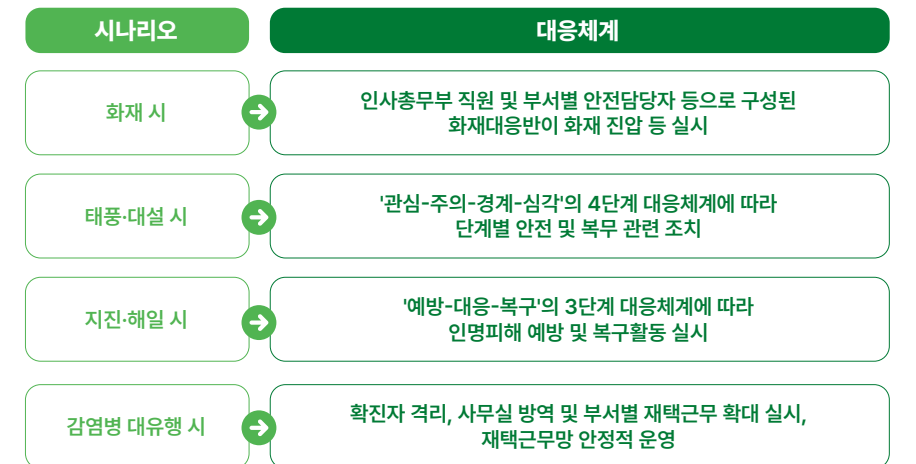 시나리오
대응체계
화재 시
인사총무부 직원 및 부서별 안전담당자 등으로 구성된
화재대응반이 화재 진압 등 실시
태풍·대설 시
'관심-주의-경계-심각'의 4단계 대응체계에 따라
단계별 안전 및 복무 관련 조치
지진·해일 시
'예방-대응-복구'의 3단계 대응체계에 따라
인명피해 예방 및 복구활동 실시
감염병 대유행 시
확진자 격리, 사무실 방역 및 부서별 재택근무 확대 실시,
재택근무망 안정적 운영